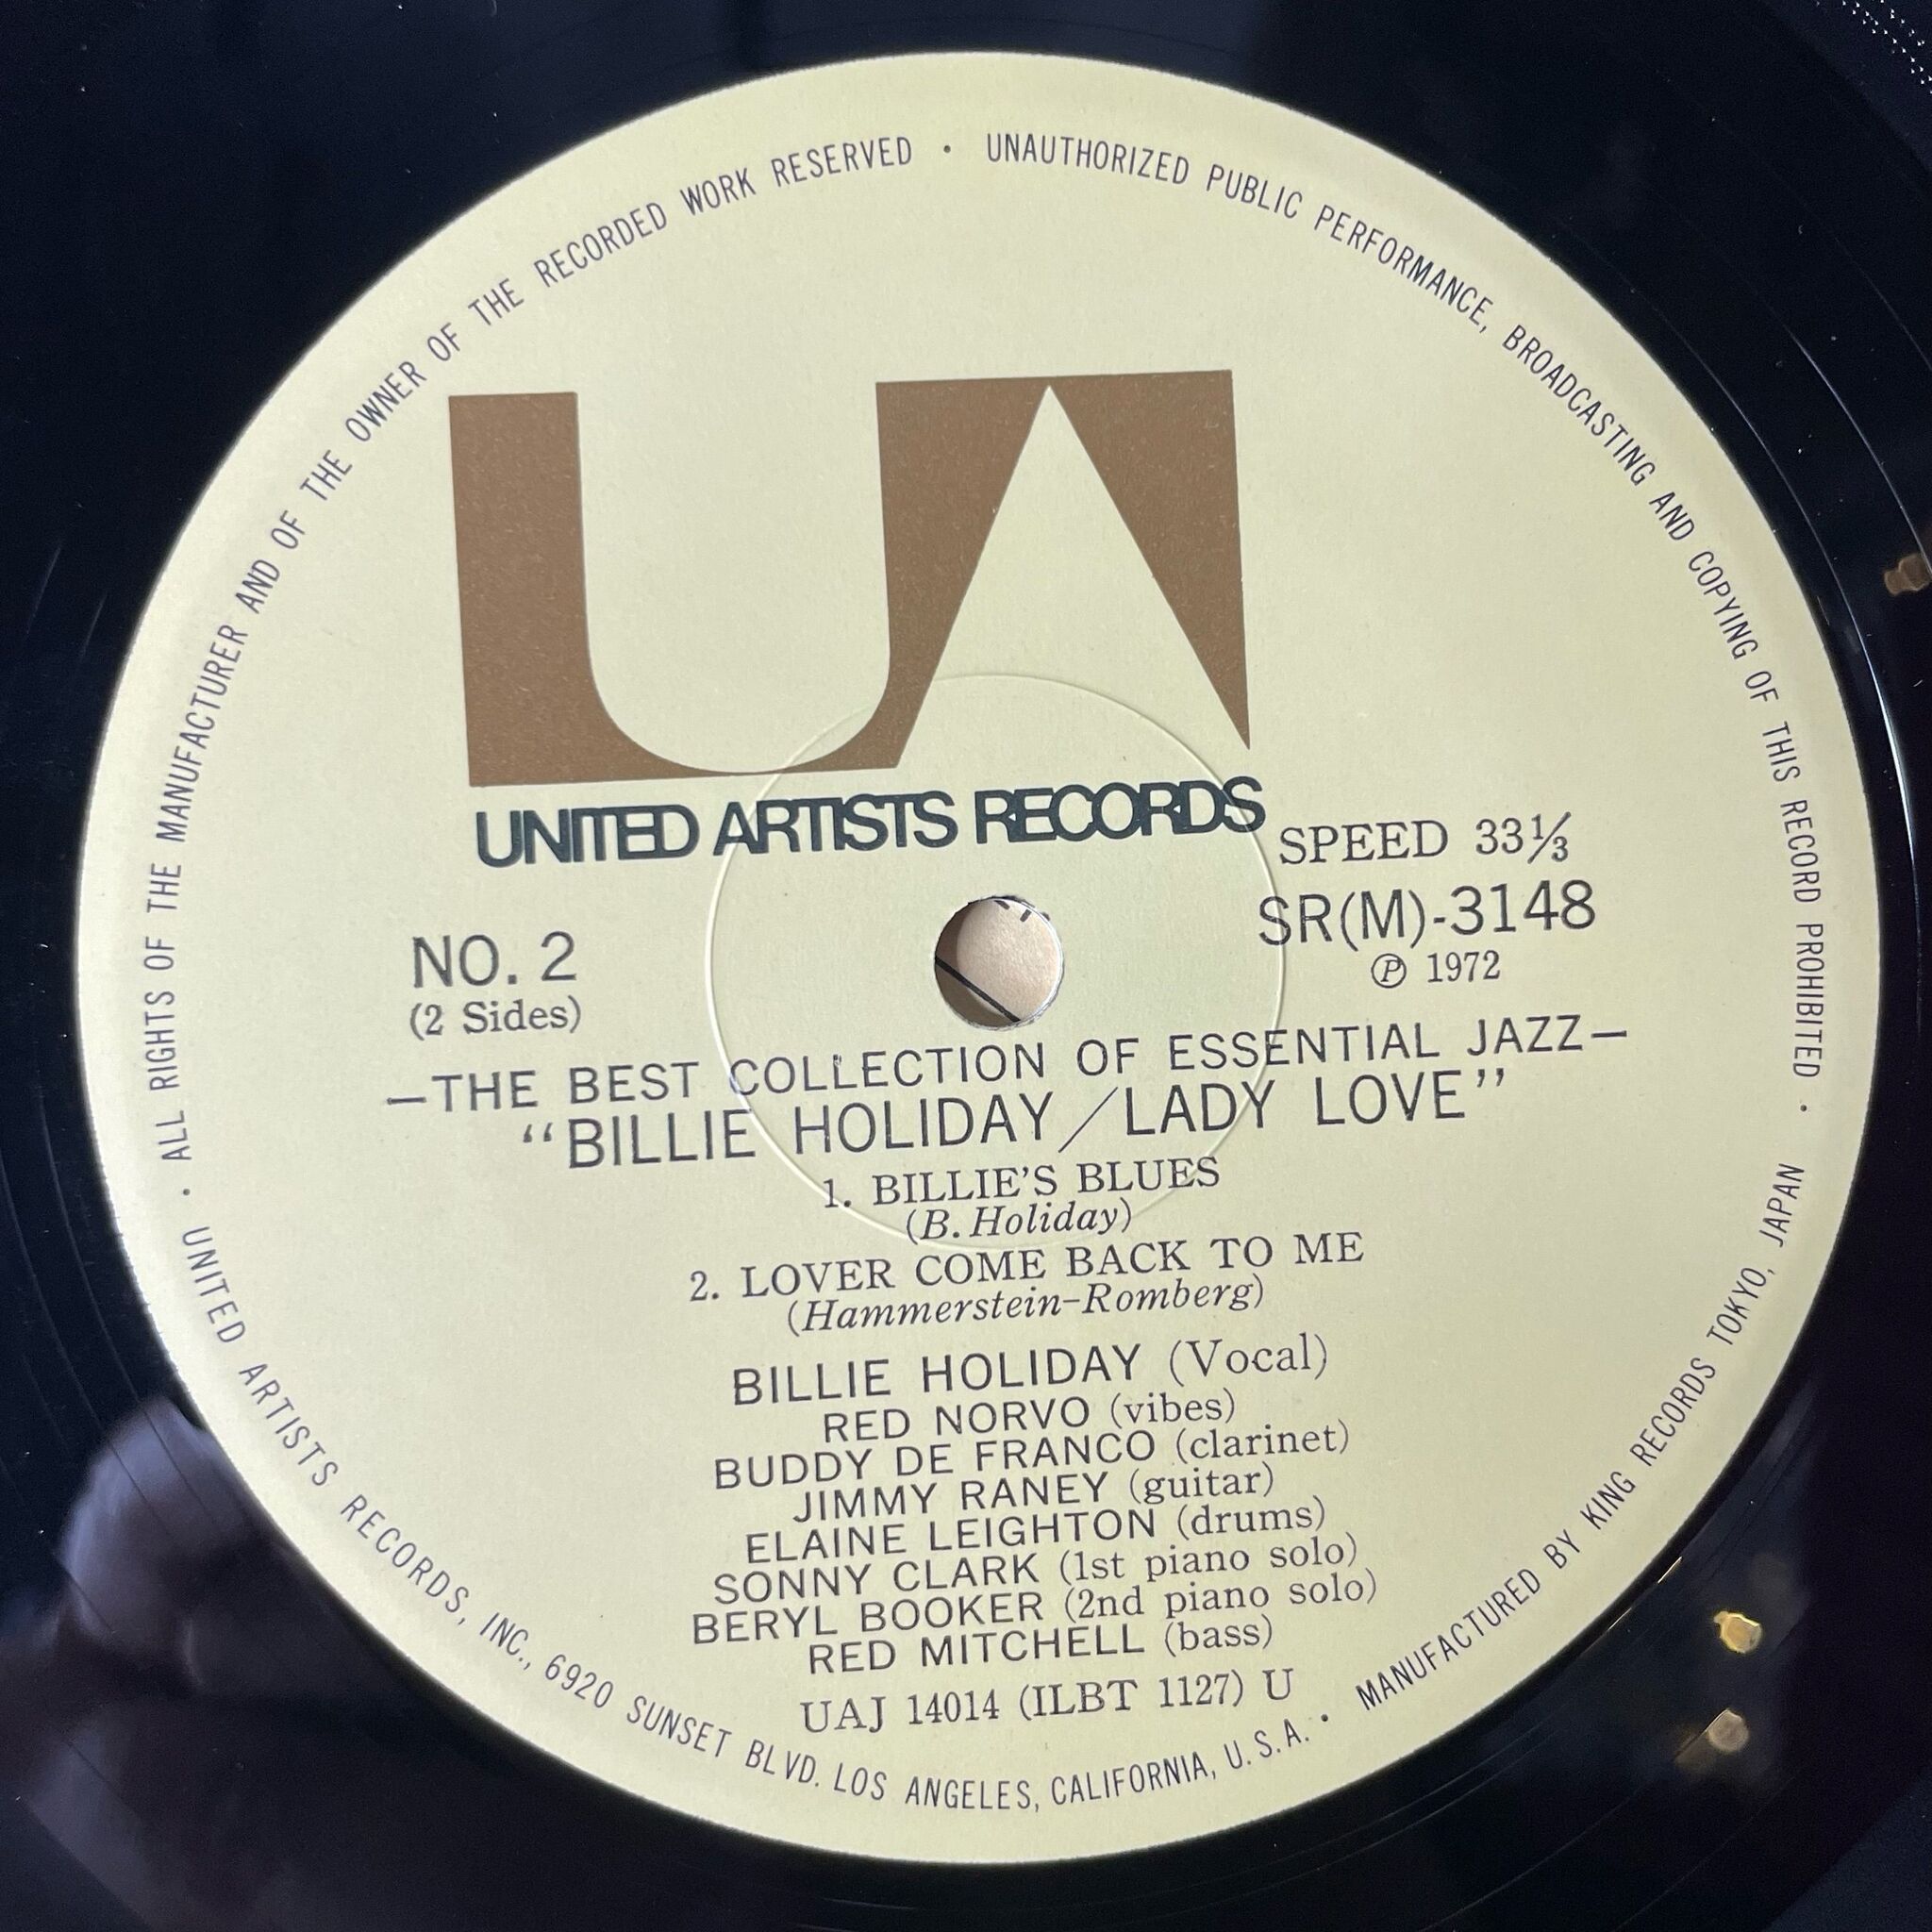 ALL RIGHTS OF THE MANUFACTURER AND OF THE OWNER OF THE RECORDED WORK RESERVED · UNAUTHORIZED PUBLIC PERFORMANCE, BROADCASTING AND COPYING OF THIS RECORD PROHIBITED ·
UA
UNITED ARTISTS RECORDS
SPEED 33⅓
SR(M)-3148
Ⓟ 1972
NO. 2
(2 Sides)
—THE BEST COLLECTION OF ESSENTIAL JAZZ—
“BILLIE HOLIDAY/LADY LOVE”
1. BILLIE'S BLUES
(B. Holiday)
2. LOVER COME BACK TO ME
(Hammerstein-Romberg)
BILLIE HOLIDAY (Vocal)
RED NORVO (vibes)
BUDDY DE FRANCO (clarinet)
JIMMY RANEY (guitar)
ELAINE LEIGHTON (drums)
SONNY CLARK (1st piano solo)
BERYL BOOKER (2nd piano solo)
RED MITCHELL (bass)
UAJ 14014 (ILBT 1127) U
· UNITED ARTISTS RECORDS, INC., 6920 SUNSET BLVD. LOS ANGELES, CALIFORNIA, U.S.A. · MANUFACTURED BY KING RECORDS TOKYO, JAPAN